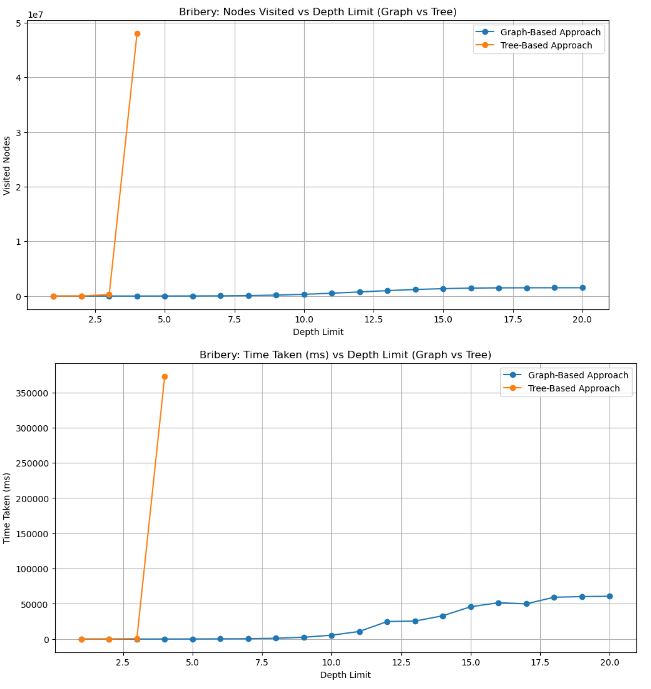 Bribery: Nodes Visited vs Depth Limit (Graph vs Tree)
1e7
Graph-Based Approach
Tree-Based Approach
5
4
3
2
1
0
Visited Nodes
2.5 5.0 7.5 10.0 12.5 15.0 17.5 20.0
Depth Limit
Bribery: Time Taken (ms) vs Depth Limit (Graph vs Tree)
Graph-Based Approach
Tree-Based Approach
350000
300000
250000
200000
150000
100000
50000
0
Time Taken (ms)
2.5 5.0 7.5 10.0 12.5 15.0 17.5 20.0
Depth Limit